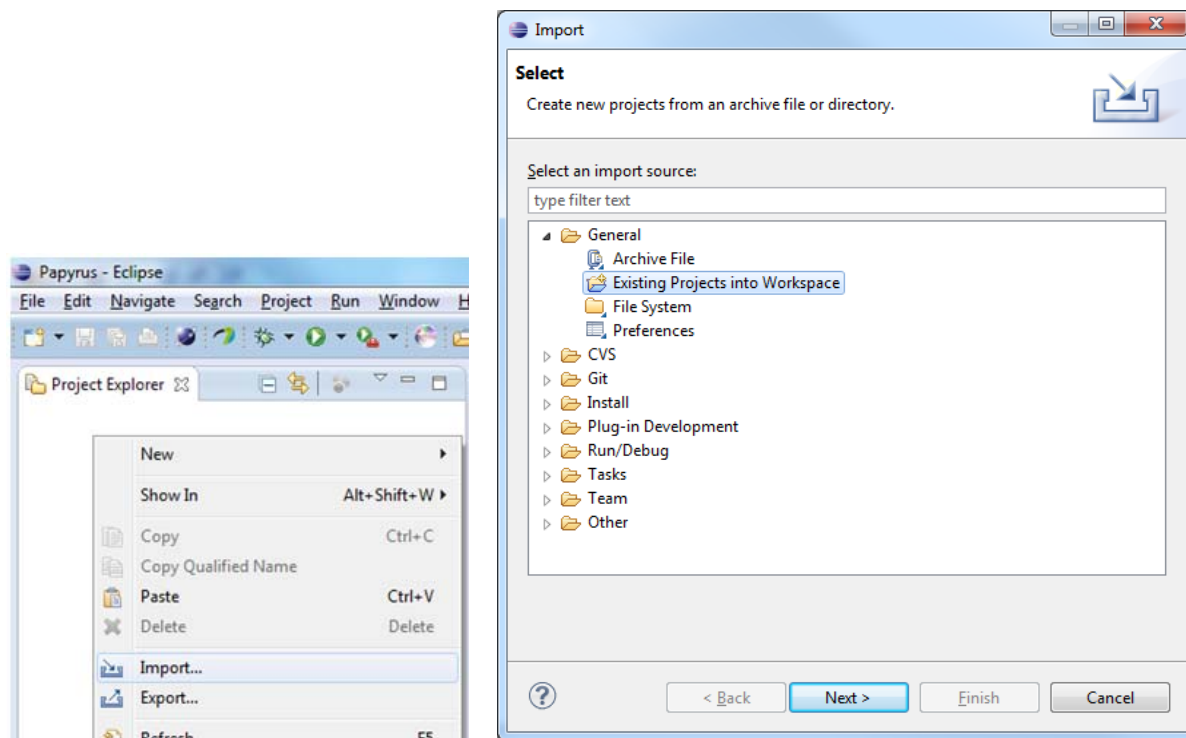 Papyrus - Eclipse
File Edit Navigate Search Project Run Window H
Project Explorer
New
Show In Alt+Shift+W
Copy Ctrl+C
Copy Qualified Name
Paste Ctrl+V
Delete Delete
Import...
Export...
Refresh F5
Import
Select
Create new projects from an archive file or directory.
Select an import source:
type filter text
General
Archive File
Existing Projects into Workspace
File System
Preferences
CVS
Git
Install
Plug-in Development
Run/Debug
Tasks
Team
Other
? < Back Next > Finish Cancel